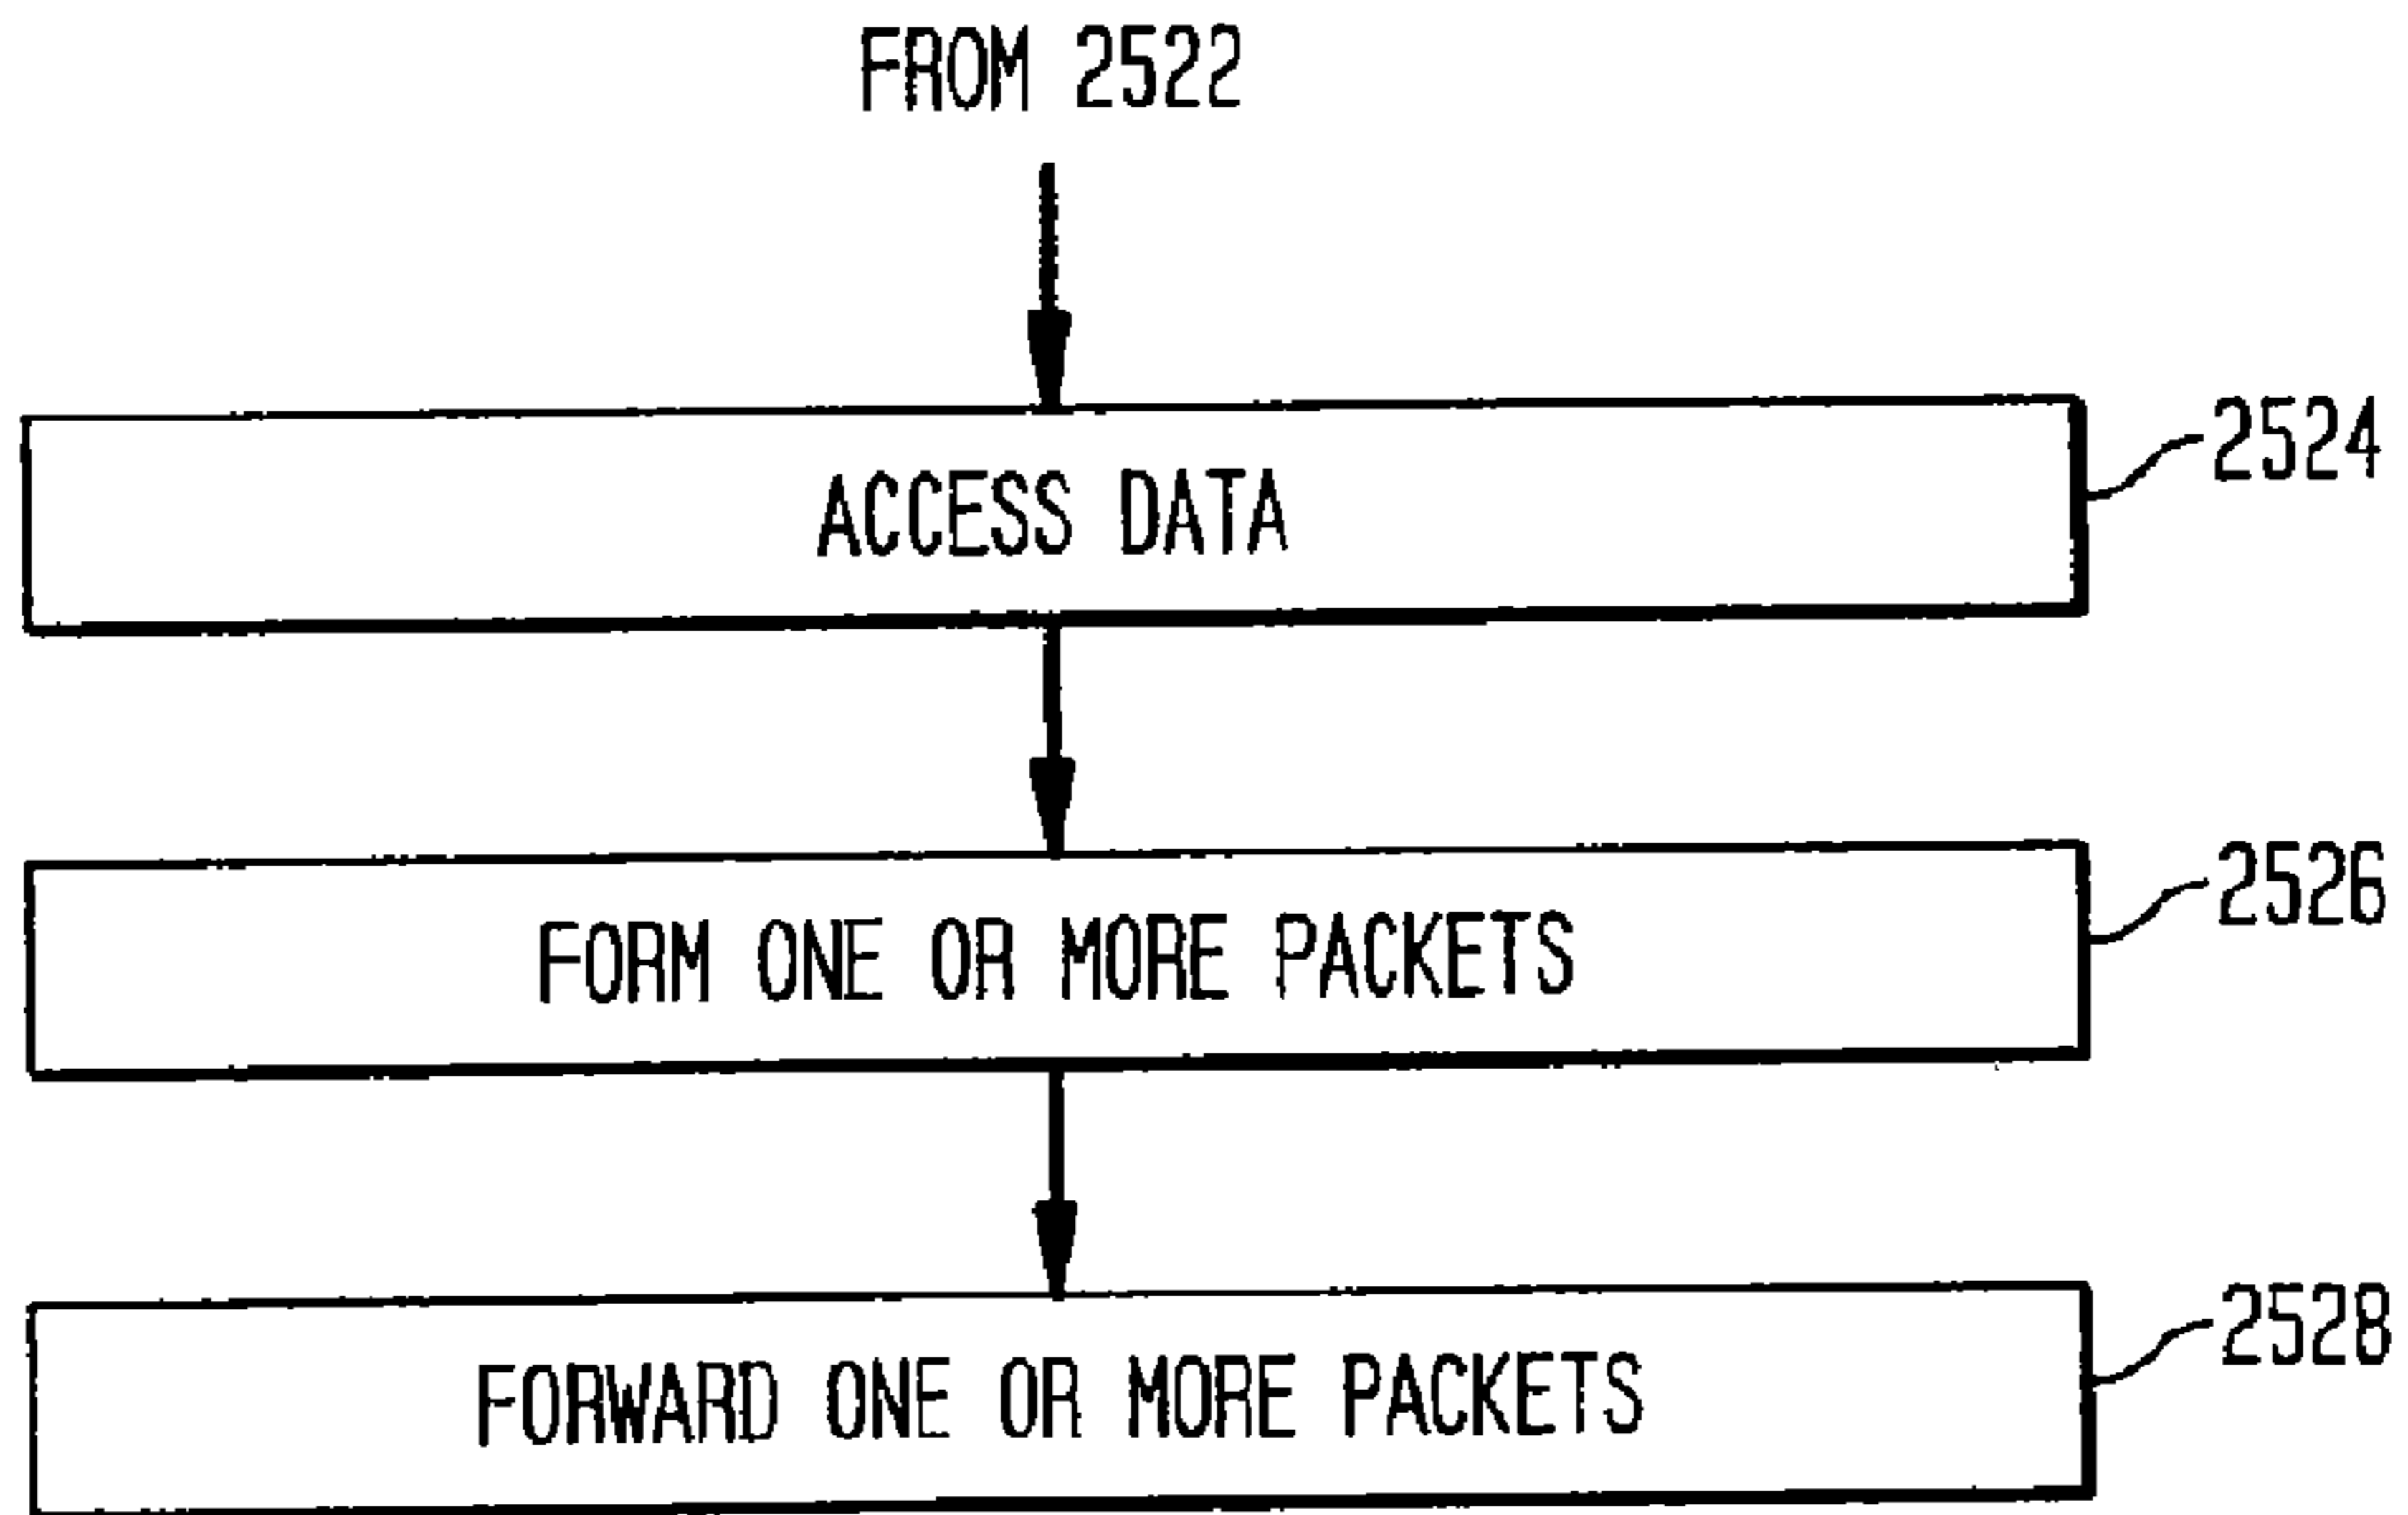 FROM 2522
ACCESS DATA
2524
FORM ONE OR MORE PACKETS
2526
FORWARD ONE OR MORE PACKETS
2528